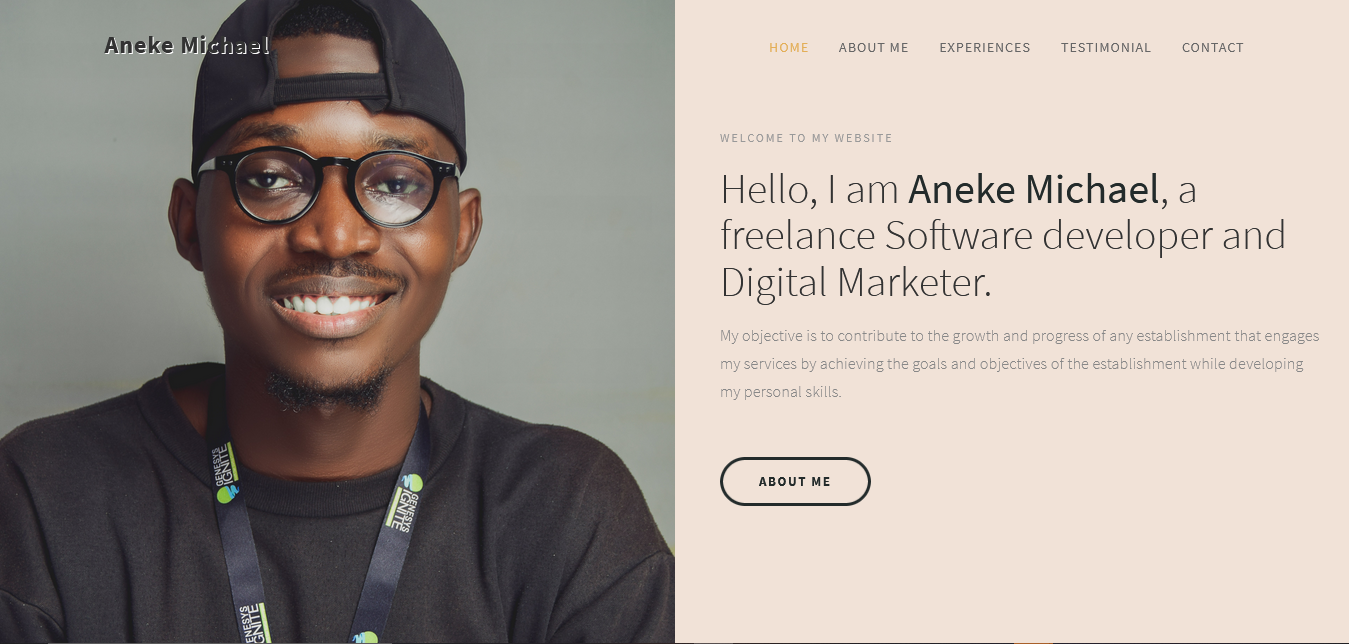 Aneke Michael
HOME ABOUT ME EXPERIENCES TESTIMONIAL CONTACT
WELCOME TO MY WEBSITE
Hello, I am Aneke Michael, a
freelance Software developer and
Digital Marketer.
My objective is to contribute to the growth and progress of any establishment that engages
my services by achieving the goals and objectives of the establishment while developing
my personal skills.
ABOUT ME
GENESYS
IGNITE
GENESYS
IGNITE
GENESYS
IGNITE